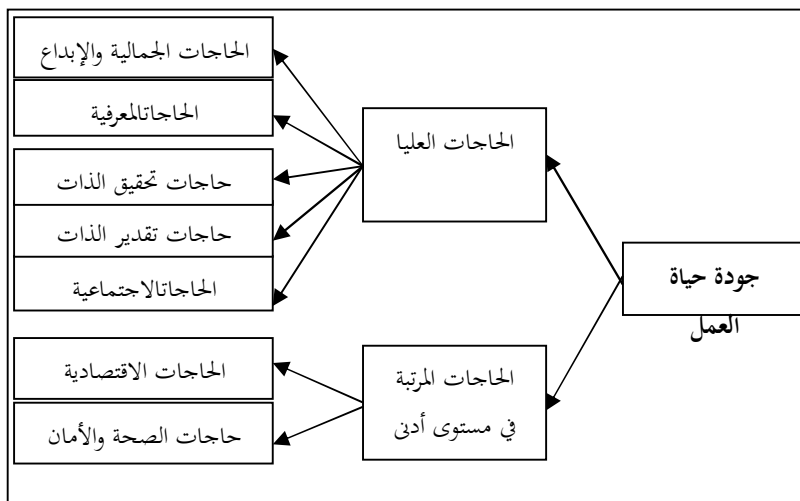 جودة حياة
العمل
الحاجات العليا
الحاجات الجمالية والإبداع
الحاجاتالمعرفية
حاجات تحقيق الذات
حاجات تقدير الذات
الحاجاتالاجتماعية
الحاجات المرتبة
في مستوى أدنى
الحاجات الاقتصادية
حاجات الصحة والأمان